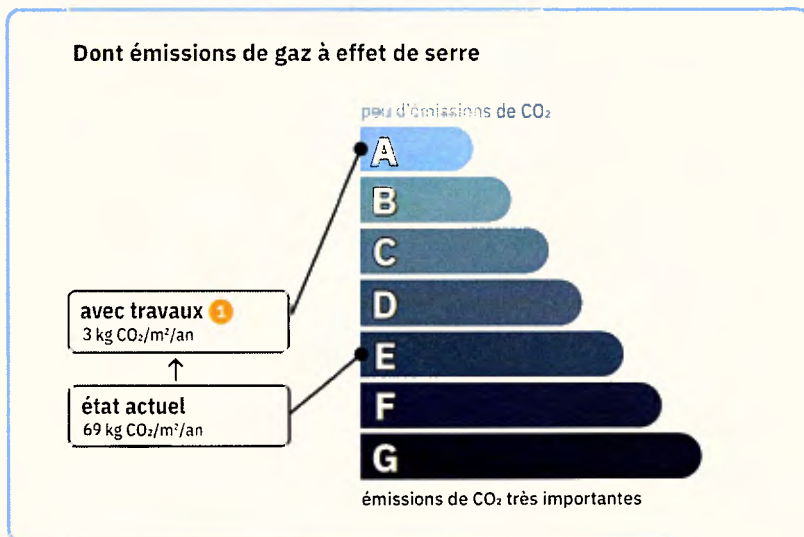 Dont émissions de gaz à effet de serre
peu d'émissions de CO₂
A
B
C
D
E
F
G
avec travaux 1
3 kg CO₂/m²/an
état actuel
69 kg CO₂/m²/an
émissions de CO₂ très importantes